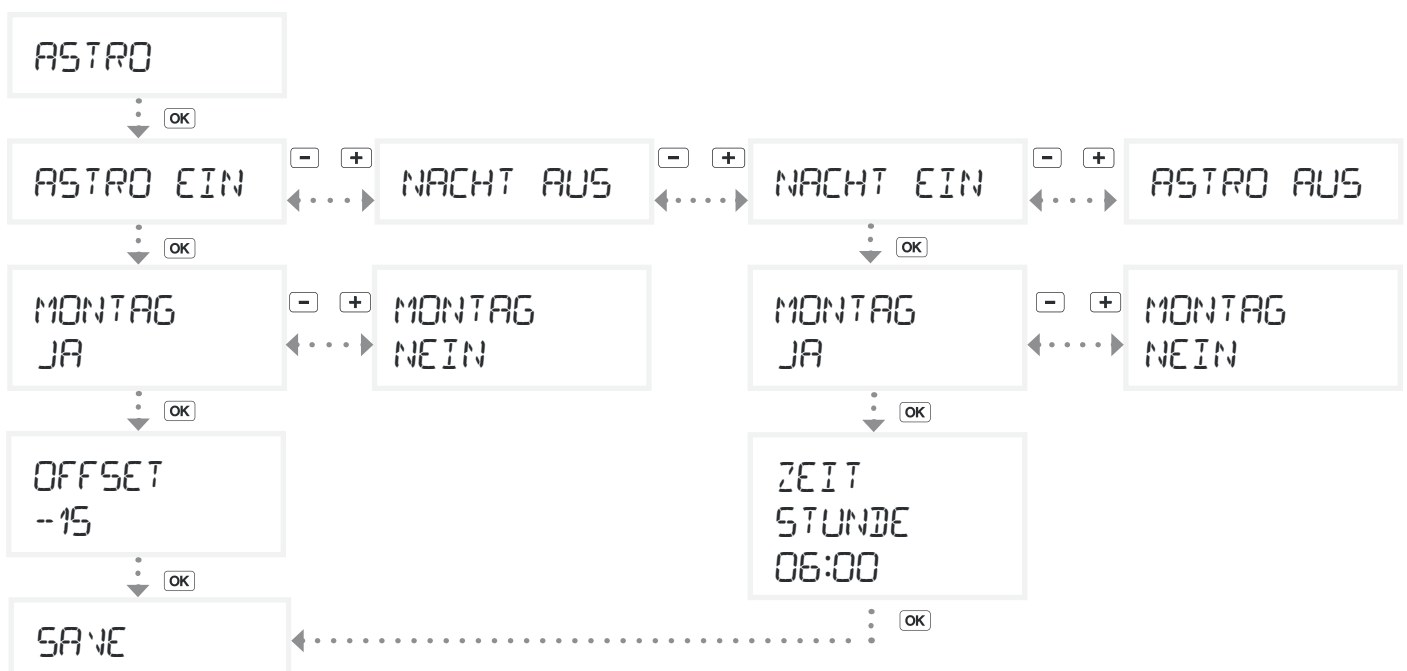 ASTRO
OK
ASTRO EIN
- +
NACHT AUS
- +
NACHT EIN
- +
ASTRO AUS
OK
OK
MONTAG
JA
- +
MONTAG
NEIN
MONTAG
JA
- +
MONTAG
NEIN
OK
OK
OFFSET
--15
ZEIT
STUNDE
06:00
OK
OK
SAVE